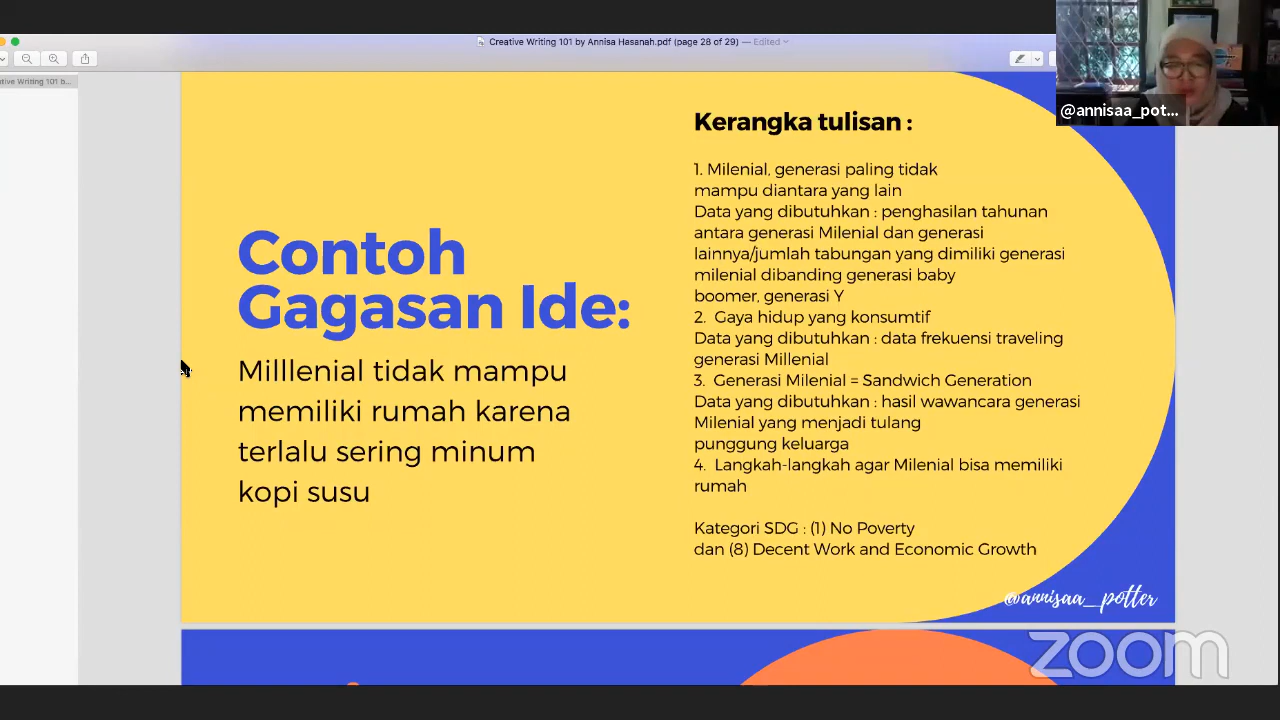 Creative Writing 101 by Annisa Hasanah.pdf (page 28 of 29) — Edited
ative Writing 101 b...
@annisaa_pot...
Contoh
Gagasan Ide:
Milllenial tidak mampu
memiliki rumah karena
terlalu sering minum
kopi susu
Kerangka tulisan :
1. Milenial, generasi paling tidak
mampu diantara yang lain
Data yang dibutuhkan : penghasilan tahunan
antara generasi Milenial dan generasi
lainnya/jumlah tabungan yang dimiliki generasi
milenial dibanding generasi baby
boomer, generasi Y
2. Gaya hidup yang konsumtif
Data yang dibutuhkan : data frekuensi traveling
generasi Millenial
3. Generasi Milenial = Sandwich Generation
Data yang dibutuhkan : hasil wawancara generasi
Milenial yang menjadi tulang
punggung keluarga
4. Langkah-langkah agar Milenial bisa memiliki
rumah
Kategori SDG : (1) No Poverty
dan (8) Decent Work and Economic Growth
@annisaa_potter
zoom